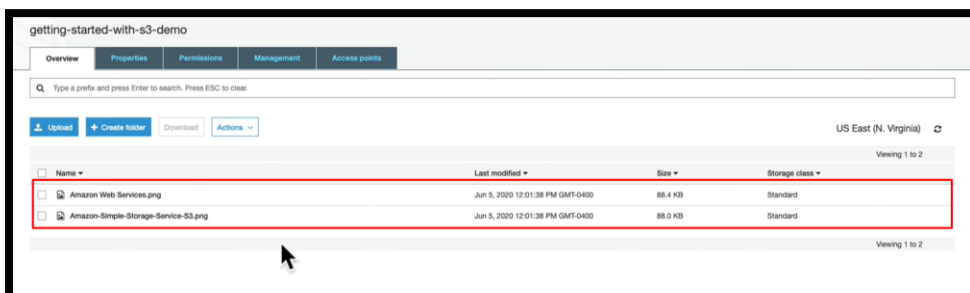 getting-started-with-s3-demo
Overview Properties Permissions Management Access points
Type a prefix and press Enter to search. Press ESC to clear.
Upload + Create folder Download Actions US East (N. Virginia)
Viewing 1 to 2
Name Last modified Size Storage class
Amazon Web Services.png Jun 5, 2020 12:01:38 PM GMT-0400 88.4 KB Standard
Amazon-Simple-Storage-Service-S3.png Jun 5, 2020 12:01:38 PM GMT-0400 88.0 KB Standard
Viewing 1 to 2